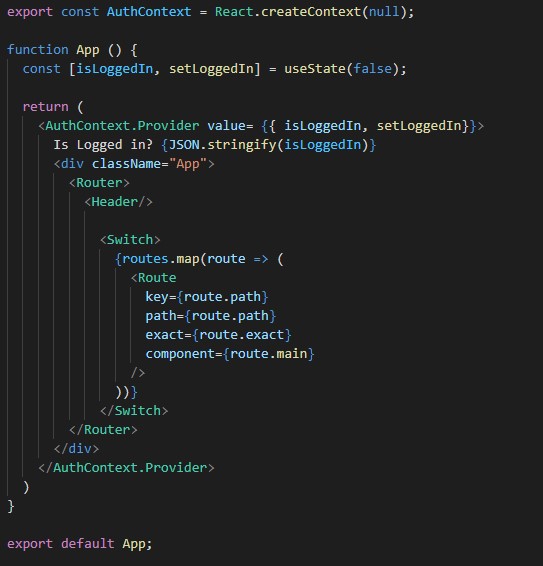 export const AuthContext = React.createContext(null);

function App () {
  const [isLoggedIn, setLoggedIn] = useState(false);

  return (
    <AuthContext.Provider value= {{ isLoggedIn, setLoggedIn}}>
      Is Logged in? {JSON.stringify(isLoggedIn)}
      <div className="App">
        <Router>
          <Header/>

            <Switch>
              {routes.map(route => (
                <Route
                  key={route.path}
                  path={route.path}
                  exact={route.exact}
                  component={route.main}
                />
              ))}
            </Switch>
        </Router>
      </div>
    </AuthContext.Provider>
  )
}

export default App;